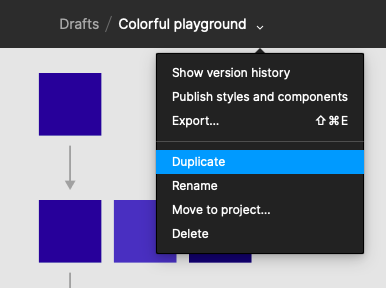 Drafts / Colorful playground
Show version history
Publish styles and components
Export... ⇧⌘E
Duplicate
Rename
Move to project...
Delete